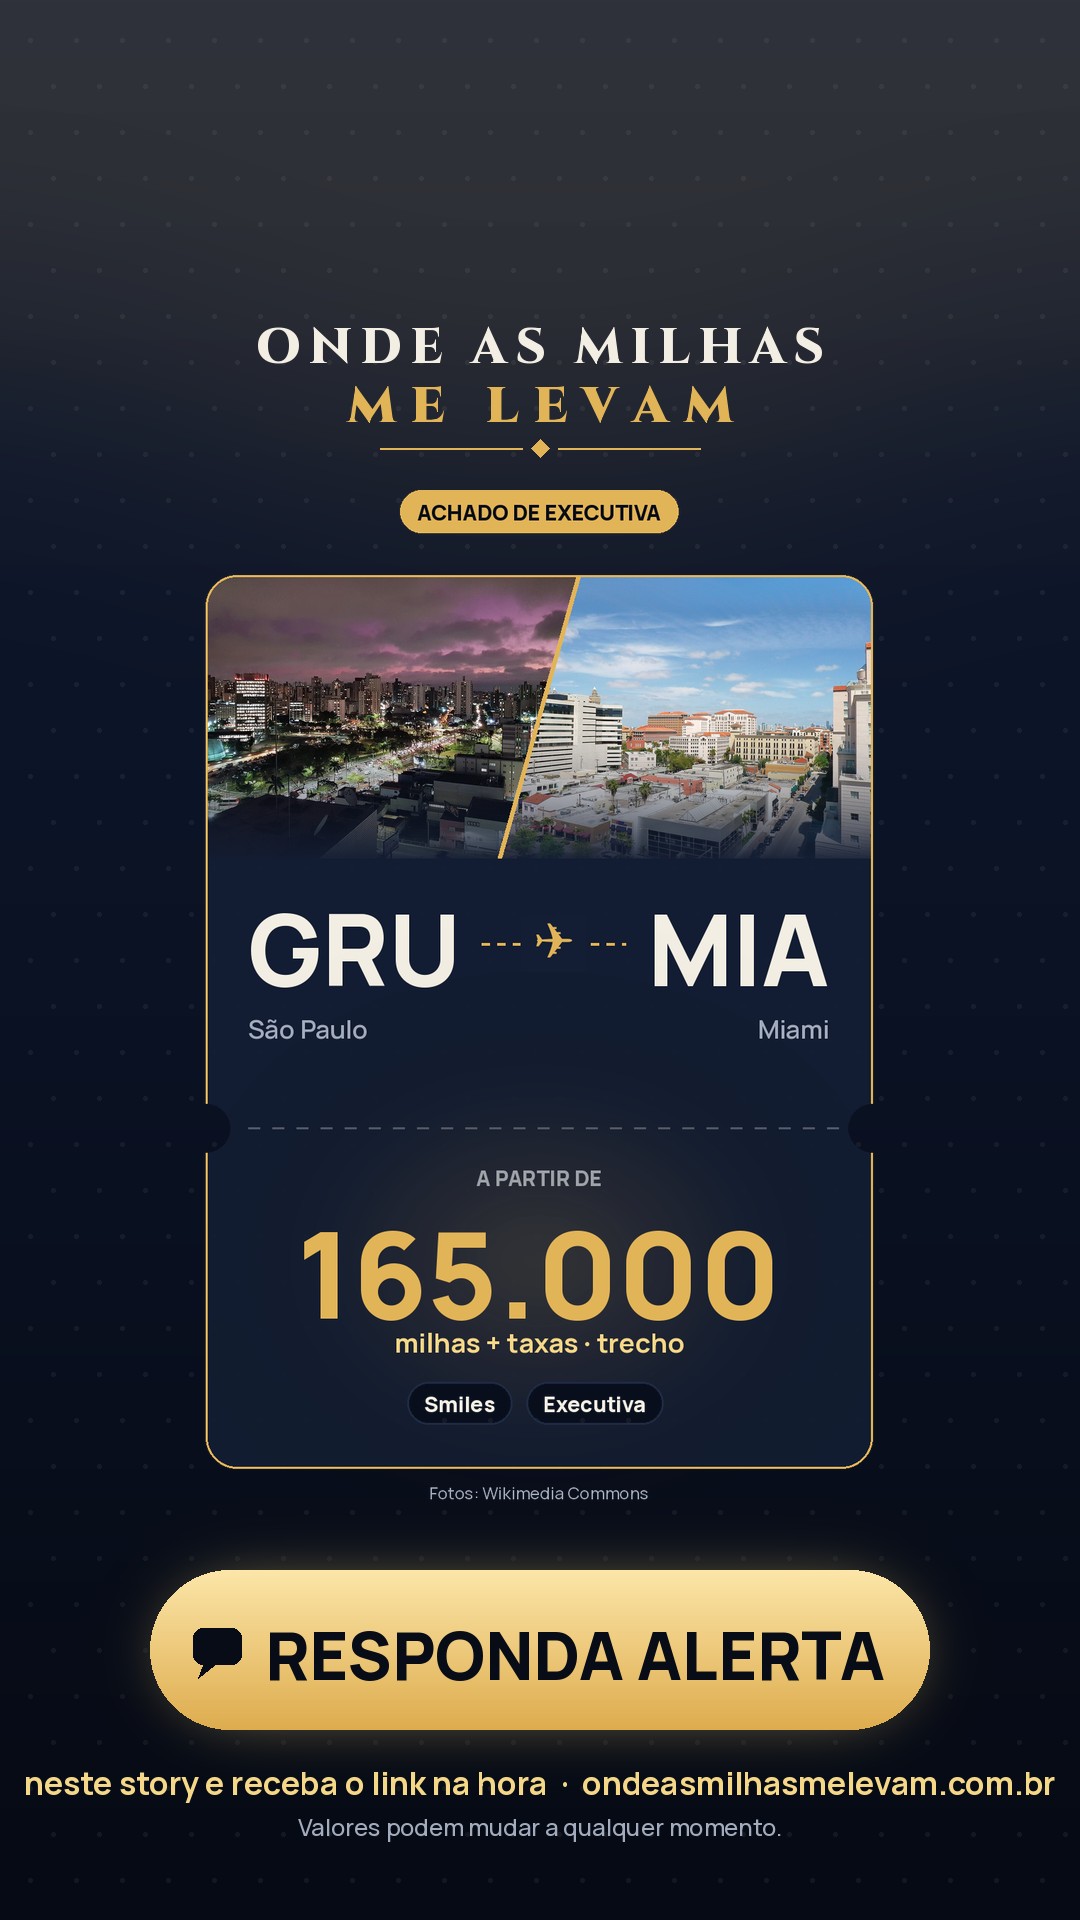 ONDE AS MILHAS
ME LEVAM
ACHADO DE EXECUTIVA
GRU MIA
São Paulo Miami
A PARTIR DE
165.000
milhas + taxas · trecho
Smiles Executiva
Fotos: Wikimedia Commons
RESPONDA ALERTA
neste story e receba o link na hora · ondeasmilhasmelevam.com.br
Valores podem mudar a qualquer momento.